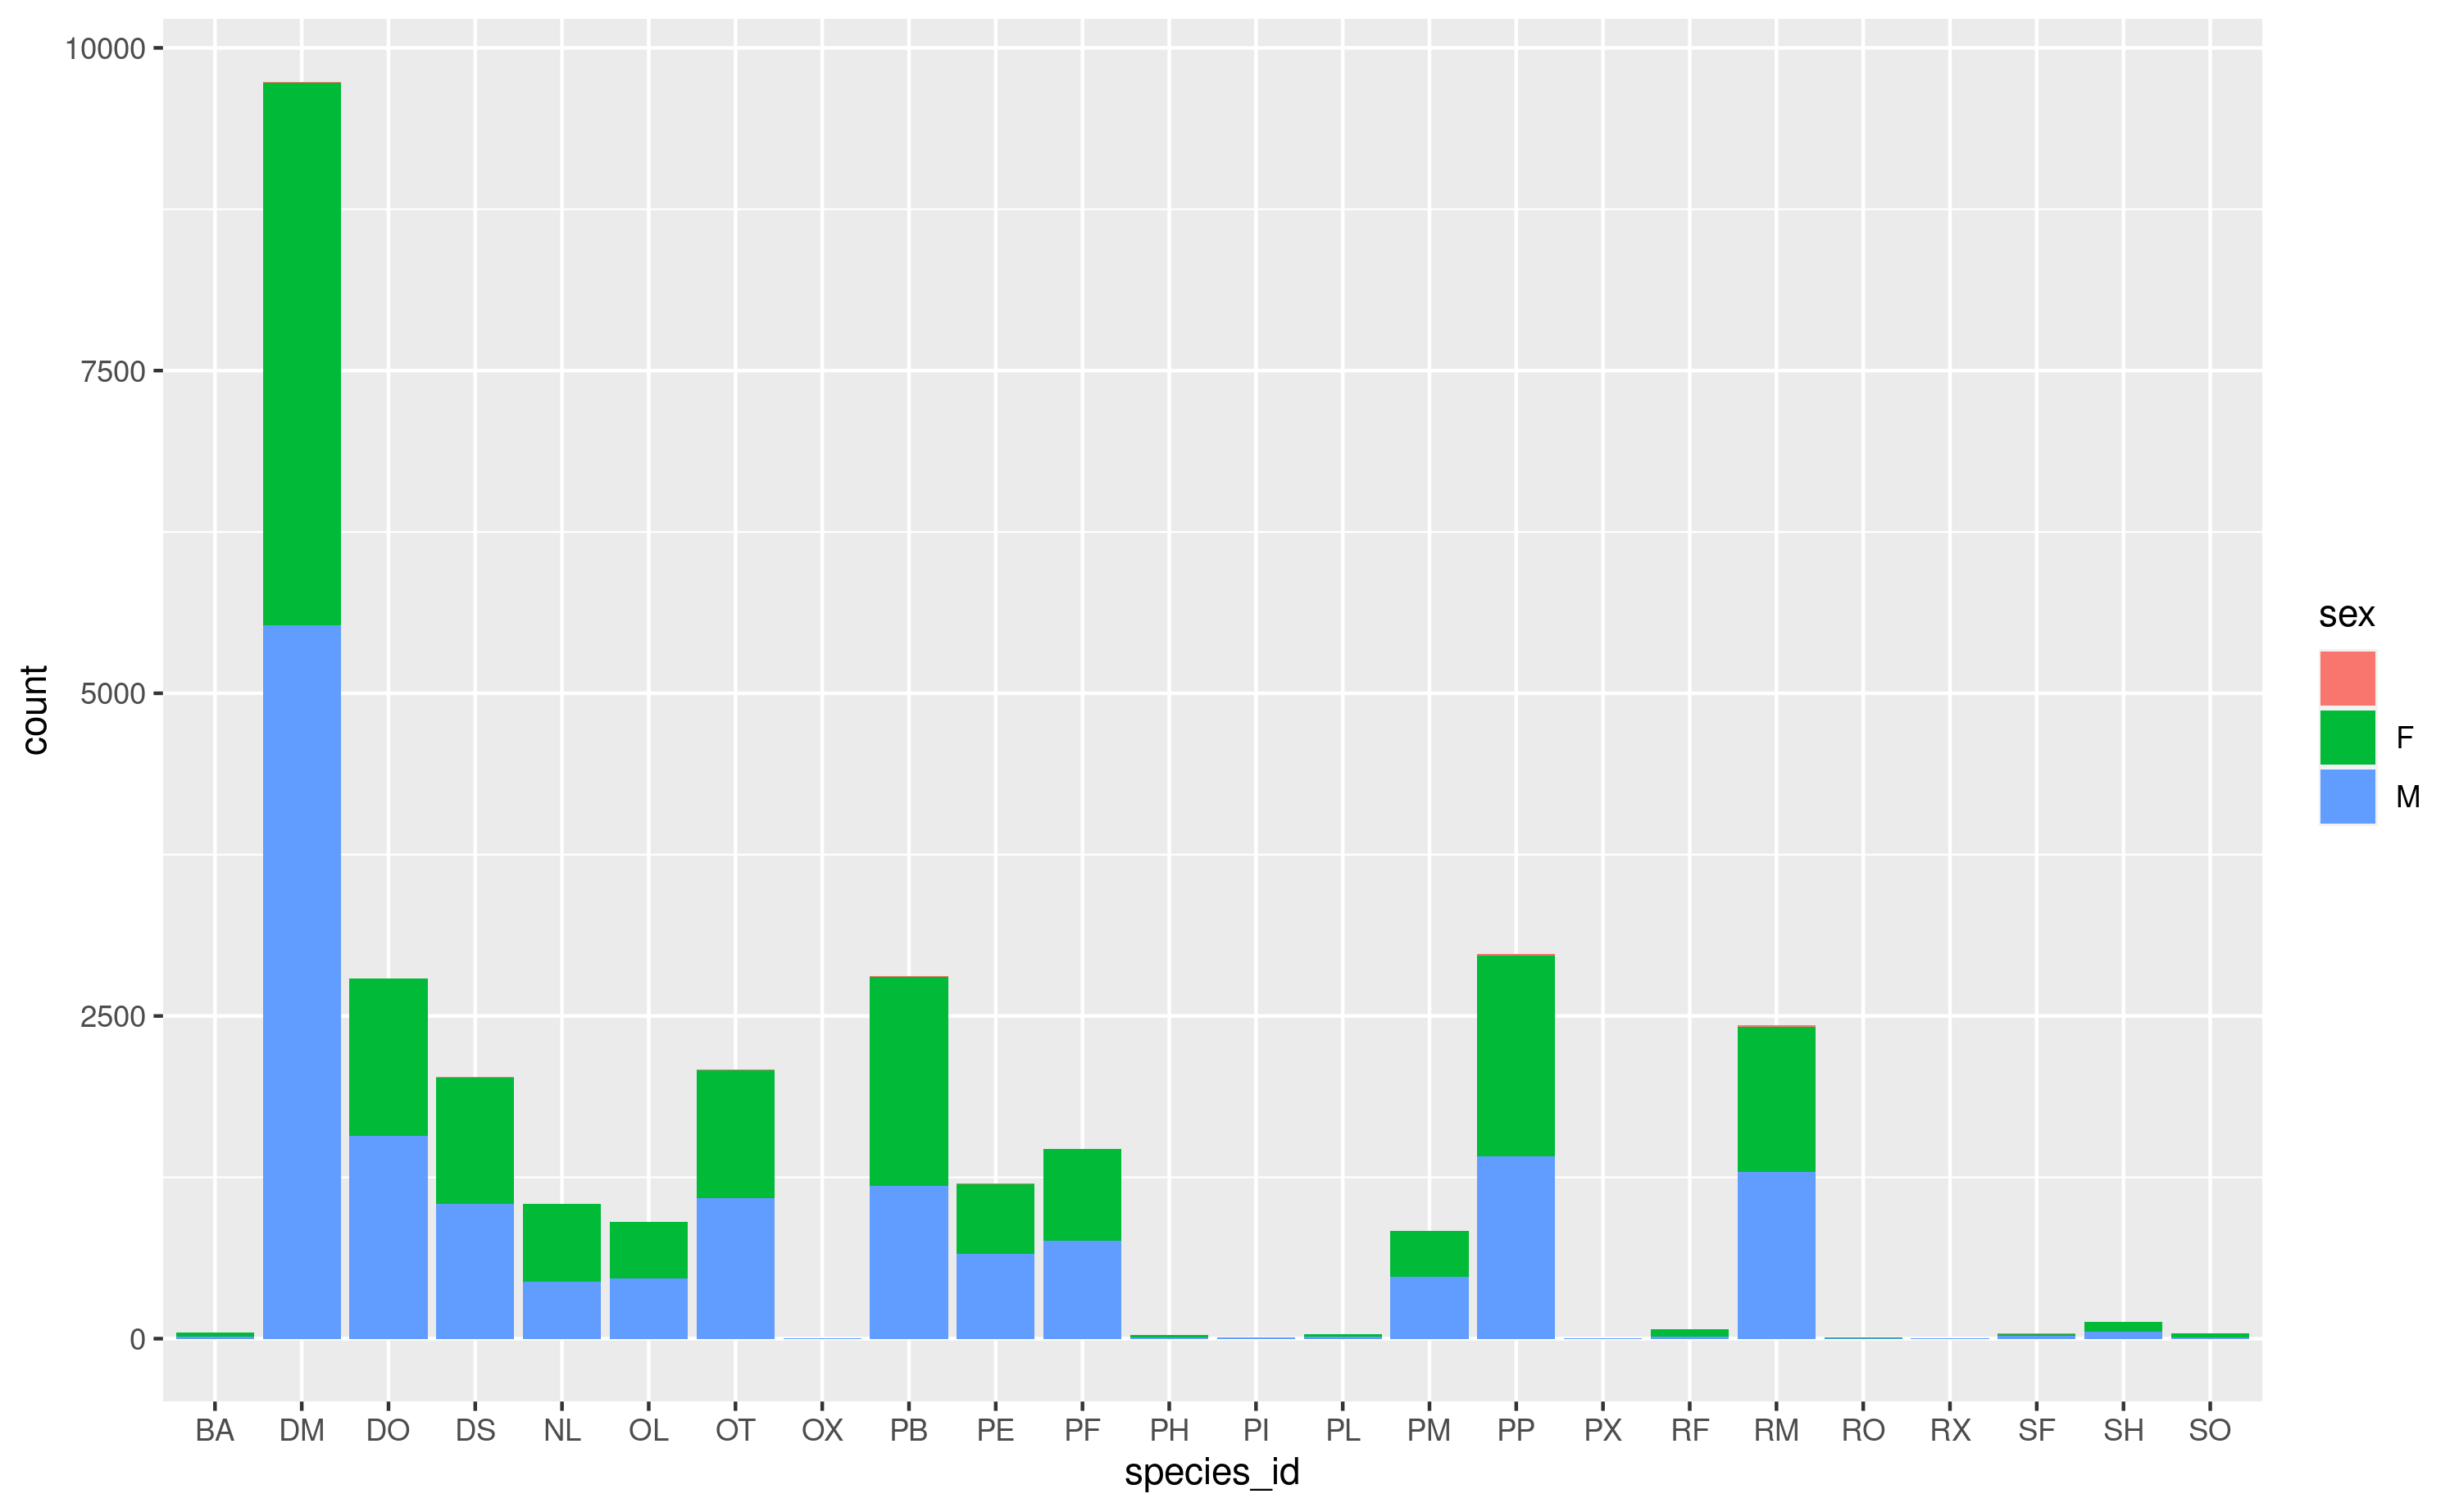 10000
7500
5000
2500
0
count
BA DM DO DS NL OL OT OX PB PE PF PH PI PL PM PP PX RF RM RO RX SF SH SO
species_id
sex
F
M